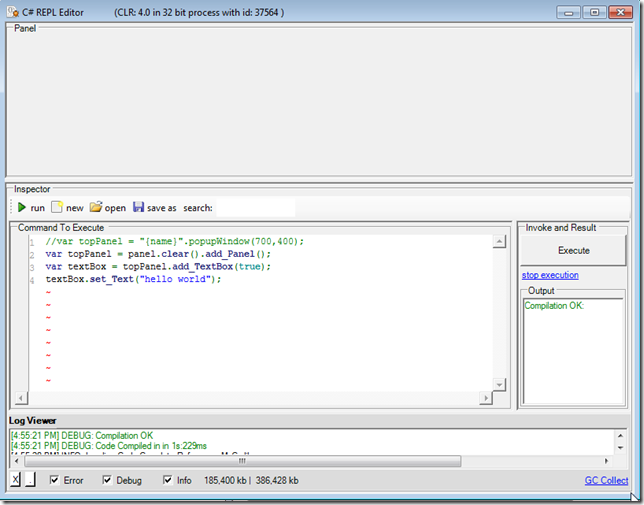 C# REPL Editor (CLR: 4.0 in 32 bit process with id: 37564 )
Panel
Inspector
run new open save as search:
Command To Execute
1 //var topPanel = "{name}".popupWindow(700,400);
2 var topPanel = panel.clear().add_Panel();
3 var textBox = topPanel.add_TextBox(true);
4 textBox.set_Text("hello world");
~
~
~
~
~
~
~
~
Invoke and Result
Execute
stop execution
Output
Compilation OK:
Log Viewer
[4:55:21 PM] DEBUG: Compilation OK
[4:55:21 PM] DEBUG: Code Compiled in in 1s:229ms
X . Error Debug Info 185,400 kb | 386,428 kb GC Collect